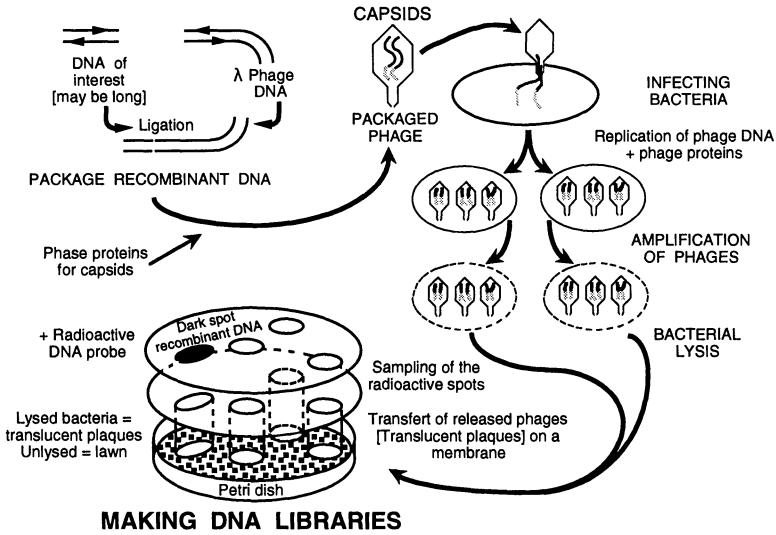 CAPSIDS
DNA of
interest
[may be long]
λ Phage
DNA
Ligation
PACKAGED
PHAGE
INFECTING
BACTERIA
Replication of phage DNA
+ phage proteins
PACKAGE RECOMBINANT DNA
Phase proteins
for capsids
AMPLIFICATION
OF PHAGES
BACTERIAL
LYSIS
+ Radioactive
DNA probe
Dark spot
recombinant DNA
Sampling of the
radioactive spots
Lysed bacteria =
translucent plaques
Unlysed = lawn
Transfert of released phages
[Translucent plaques] on a
membrane
Petri dish
MAKING DNA LIBRARIES